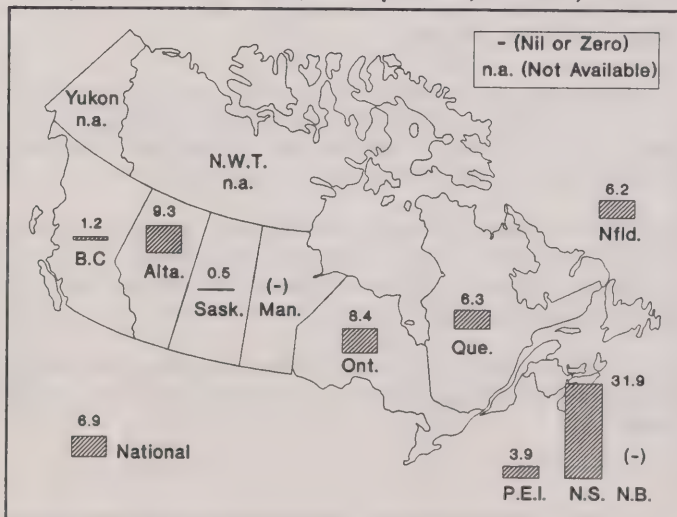 - (Nil or Zero)
n.a. (Not Available)
Yukon
n.a.
N.W.T.
n.a.
6.2
Nfld.
1.2
B.C
9.3
Alta.
0.5
Sask.
(-)
Man.
8.4
Ont.
6.3
Que.
31.9
N.S.
3.9
P.E.I.
(-)
N.B.
6.9
National